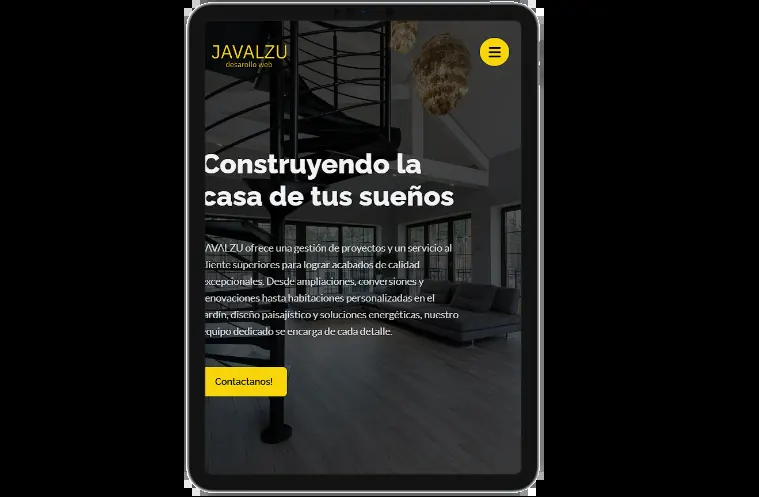 JAVALZU
desarollo web
Construyendo la
casa de tus sueños
JAVALZU ofrece una gestión de proyectos y un servicio al
cliente superiores para lograr acabados de calidad
excepcionales. Desde ampliaciones, conversiones y
renovaciones hasta habitaciones personalizadas en el
jardín, diseño paisajístico y soluciones energéticas, nuestro
equipo dedicado se encarga de cada detalle.
Contactanos!